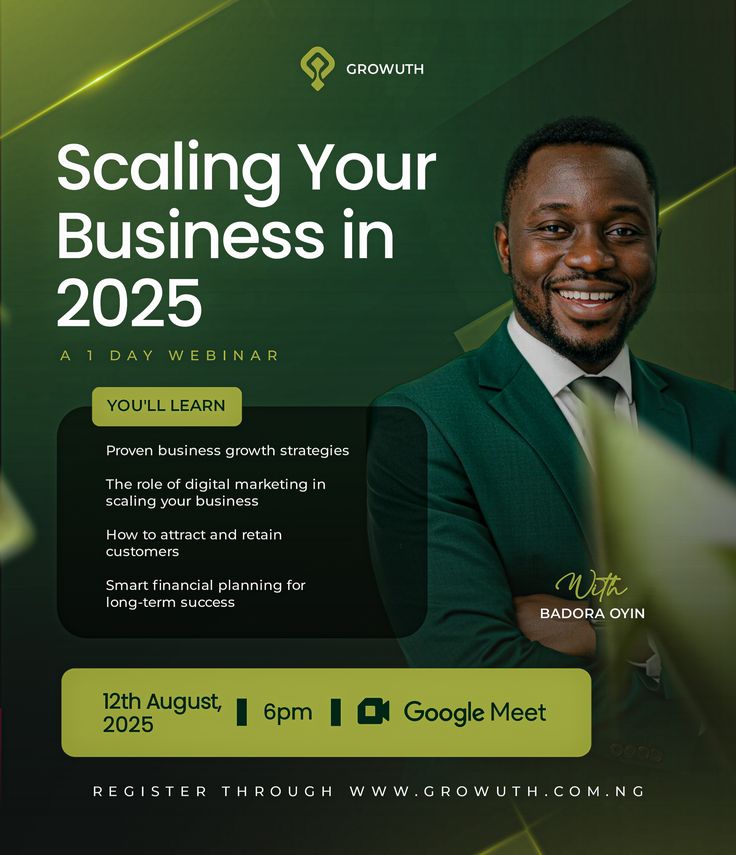 GROWUTH
Scaling Your
Business in
2025
A 1 DAY WEBINAR
YOU'LL LEARN
Proven business growth strategies
The role of digital marketing in
scaling your business
How to attract and retain
customers
Smart financial planning for
long-term success
With
BADORA OYIN
12th August,
2025
6pm
Google Meet
REGISTER THROUGH WWW.GROWUTH.COM.NG